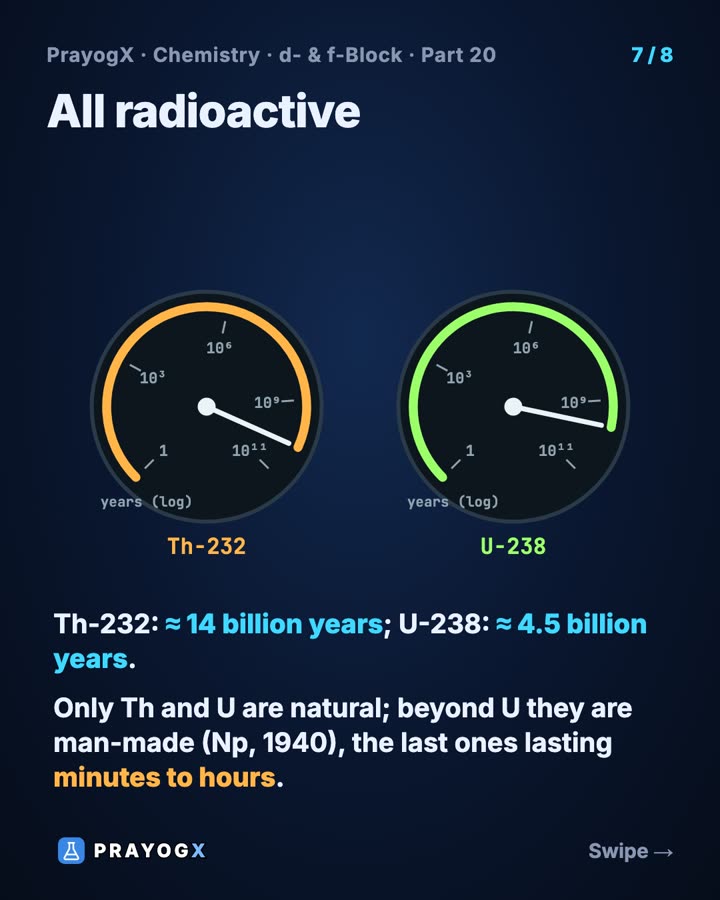 PrayogX · Chemistry · d- & f-Block · Part 20
7 / 8
All radioactive
10⁶
10³
10⁹
1
10¹¹
years (log)
Th-232
10⁶
10³
10⁹
1
10¹¹
years (log)
U-238
Th-232: ≈ 14 billion years; U-238: ≈ 4.5 billion
years.
Only Th and U are natural; beyond U they are
man-made (Np, 1940), the last ones lasting
minutes to hours.
PRAYOGX
Swipe →